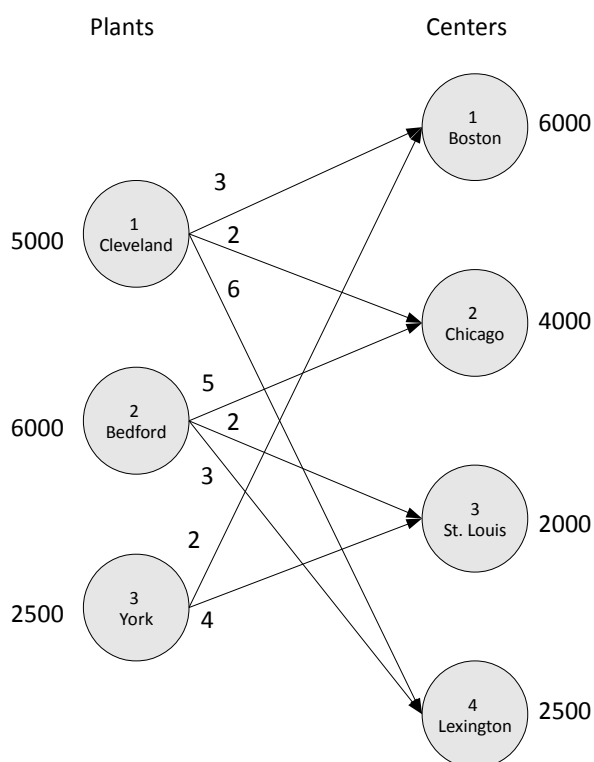 Plants
Centers
1
Boston
6000
3
1
Cleveland
5000
2
6
2
Chicago
4000
5
2
Bedford
6000
2
3
3
St. Louis
2000
2
3
York
2500
4
4
Lexington
2500